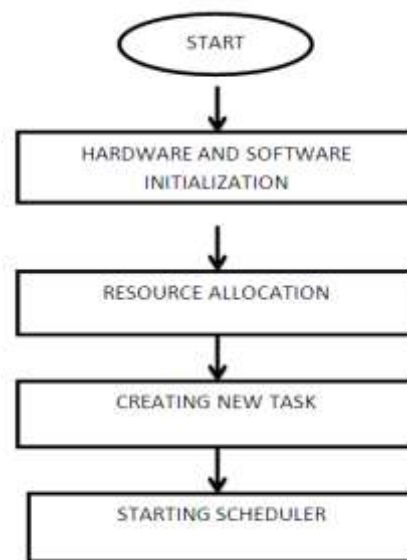 START
HARDWARE AND SOFTWARE
INITIALIZATION
RESOURCE ALLOCATION
CREATING NEW TASK
STARTING SCHEDULER